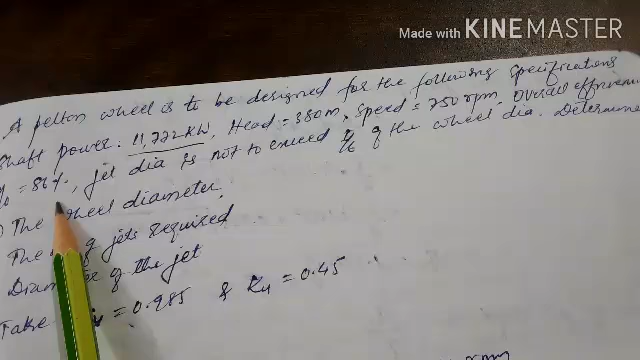 Made with KINEMASTER
A pelton wheel is to be designed for the following specifications
Shaft power. 11,772 KW, Head = 380m, Speed = 750 rpm. Overall
= 86%, jet dia is not to exceed 1/6 of the wheel dia. Determine
The wheel diameter.
The of jets required
of the jet
Take = 0.985 & Ku = 0.45